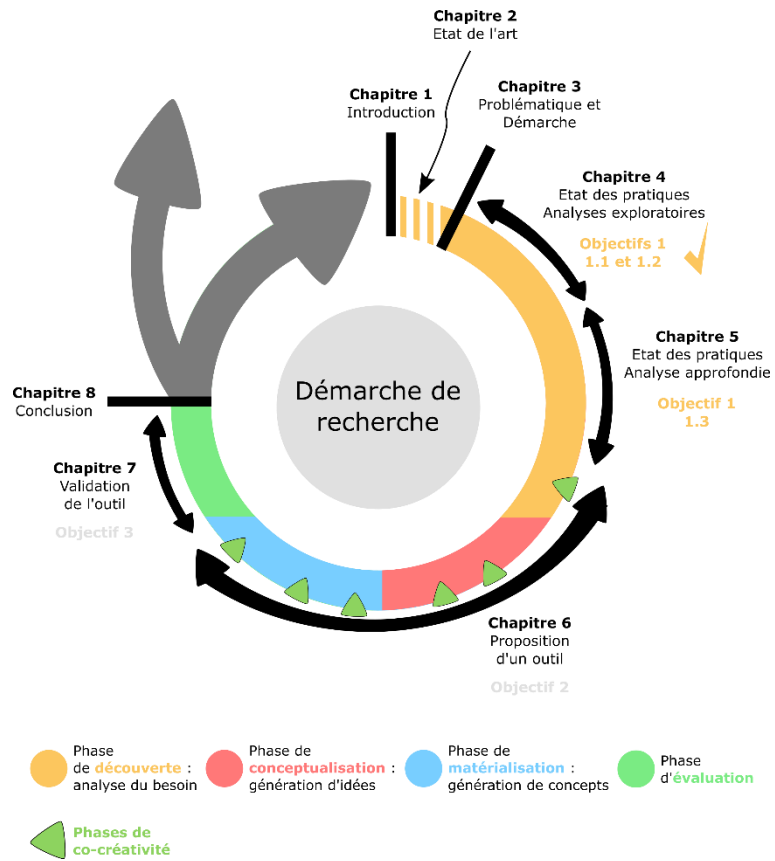 Chapitre 2
Etat de l'art
Chapitre 1
Introduction
Chapitre 3
Problématique et
Démarche
Chapitre 4
Etat des pratiques
Analyses exploratoires
Objectifs 1
1.1 et 1.2
Chapitre 5
Etat des pratiques
Analyse approfondie
Objectif 1
1.3
Démarche de
recherche
Chapitre 8
Conclusion
Chapitre 7
Validation
de l'outil
Objectif 3
Chapitre 6
Proposition
d'un outil
Objectif 2
Phase
de découverte :
analyse du besoin
Phase de
conceptualisation :
génération d'idées
Phase de
matérialisation :
génération de concepts
Phase
d'évaluation
Phases de
co-créativité